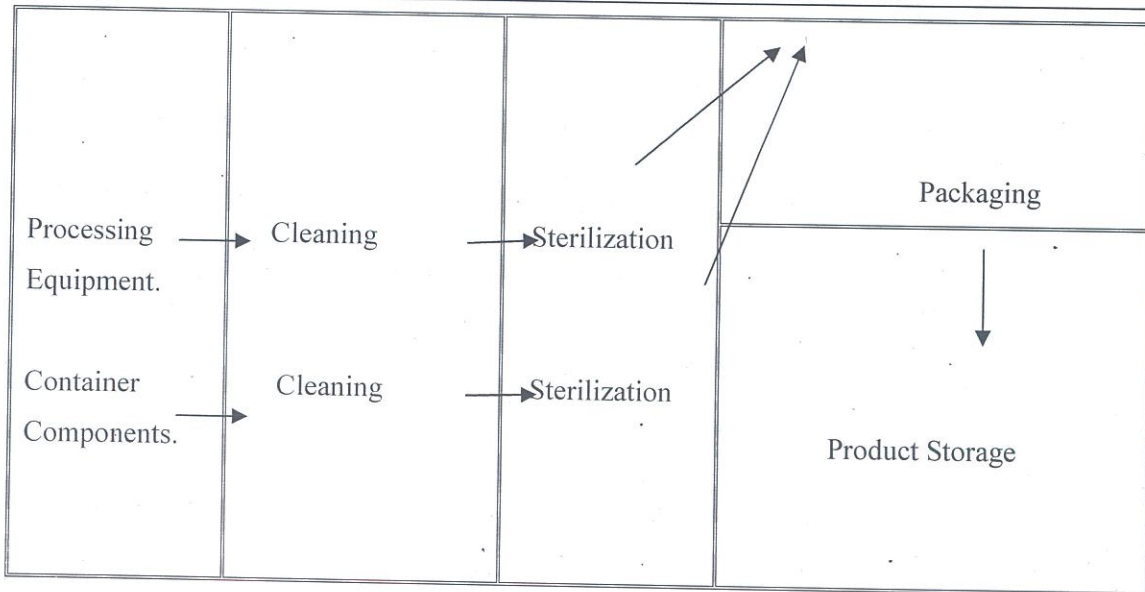 Packaging
Processing
Equipment.
Cleaning
Sterilization
Container
Components.
Cleaning
Sterilization
Product Storage